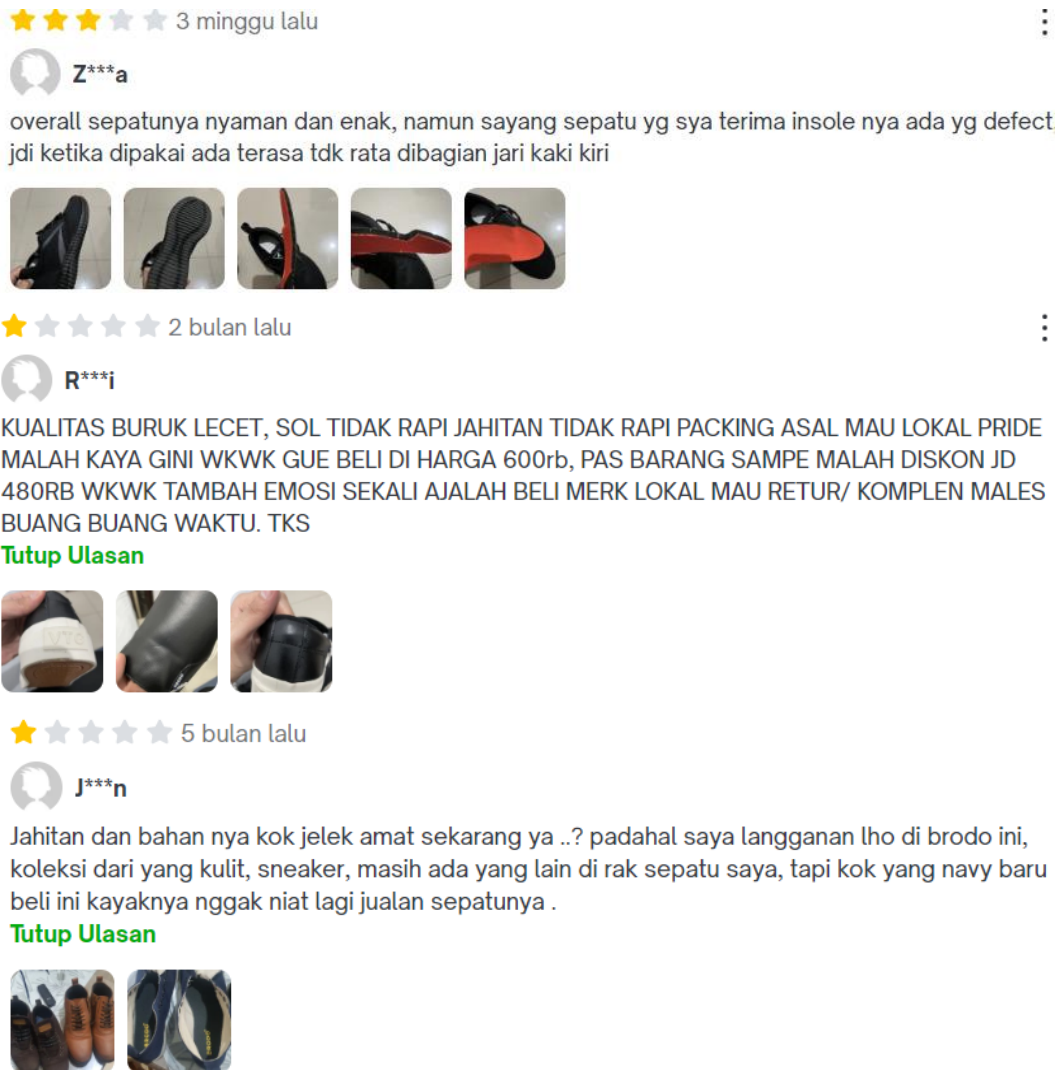 3 minggu lalu
Z***a
overall sepatunya nyaman dan enak, namun sayang sepatu yg sya terima insole nya ada yg defect,
jdi ketika dipakai ada terasa tdk rata dibagian jari kaki kiri
2 bulan lalu
R***i
KUALITAS BURUK LECET, SOL TIDAK RAPI JAHITAN TIDAK RAPI PACKING ASAL MAU LOKAL PRIDE
MALAH KAYA GINI WKWK GUE BELI DI HARGA 600rb, PAS BARANG SAMPE MALAH DISKON JD
480RB WKWK TAMBAH EMOSI SEKALI AJALAH BELI MERK LOKAL MAU RETUR/ KOMPLEN MALES
BUANG BUANG WAKTU. TKS
Tutup Ulasan
5 bulan lalu
J***n
Jahitan dan bahan nya kok jelek amat sekarang ya ..? padahal saya langganan lho di brodo ini,
koleksi dari yang kulit, sneaker, masih ada yang lain di rak sepatu saya, tapi kok yang navy baru
beli ini kayaknya nggak niat lagi jualan sepatunya .
Tutup Ulasan